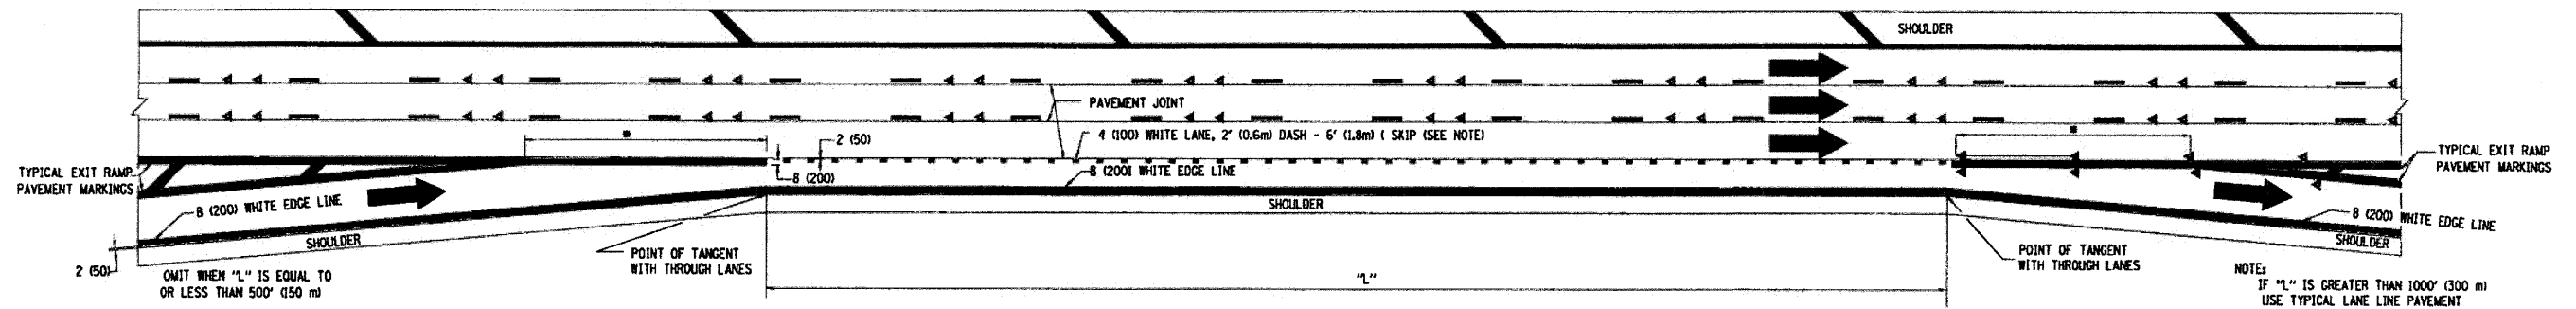 SHOULDER
PAVEMENT JOINT
4 (100) WHITE LANE, 2' (0.6m) DASH - 6' (1.8m) ( SKIP (SEE NOTE)
*
2 (50)
8 (200)
8 (200) WHITE EDGE LINE
*
TYPICAL EXIT RAMP
PAVEMENT MARKINGS
TYPICAL EXIT RAMP
PAVEMENT MARKINGS
8 (200) WHITE EDGE LINE
SHOULDER
SHOULDER
8 (200) WHITE EDGE LINE
SHOULDER
2 (50)
OMIT WHEN "L" IS EQUAL TO
OR LESS THAN 500' (150 m)
POINT OF TANGENT
WITH THROUGH LANES
"L"
POINT OF TANGENT
WITH THROUGH LANES
NOTE:
IF "L" IS GREATER THAN 1000' (300 m)
USE TYPICAL LANE LINE PAVEMENT